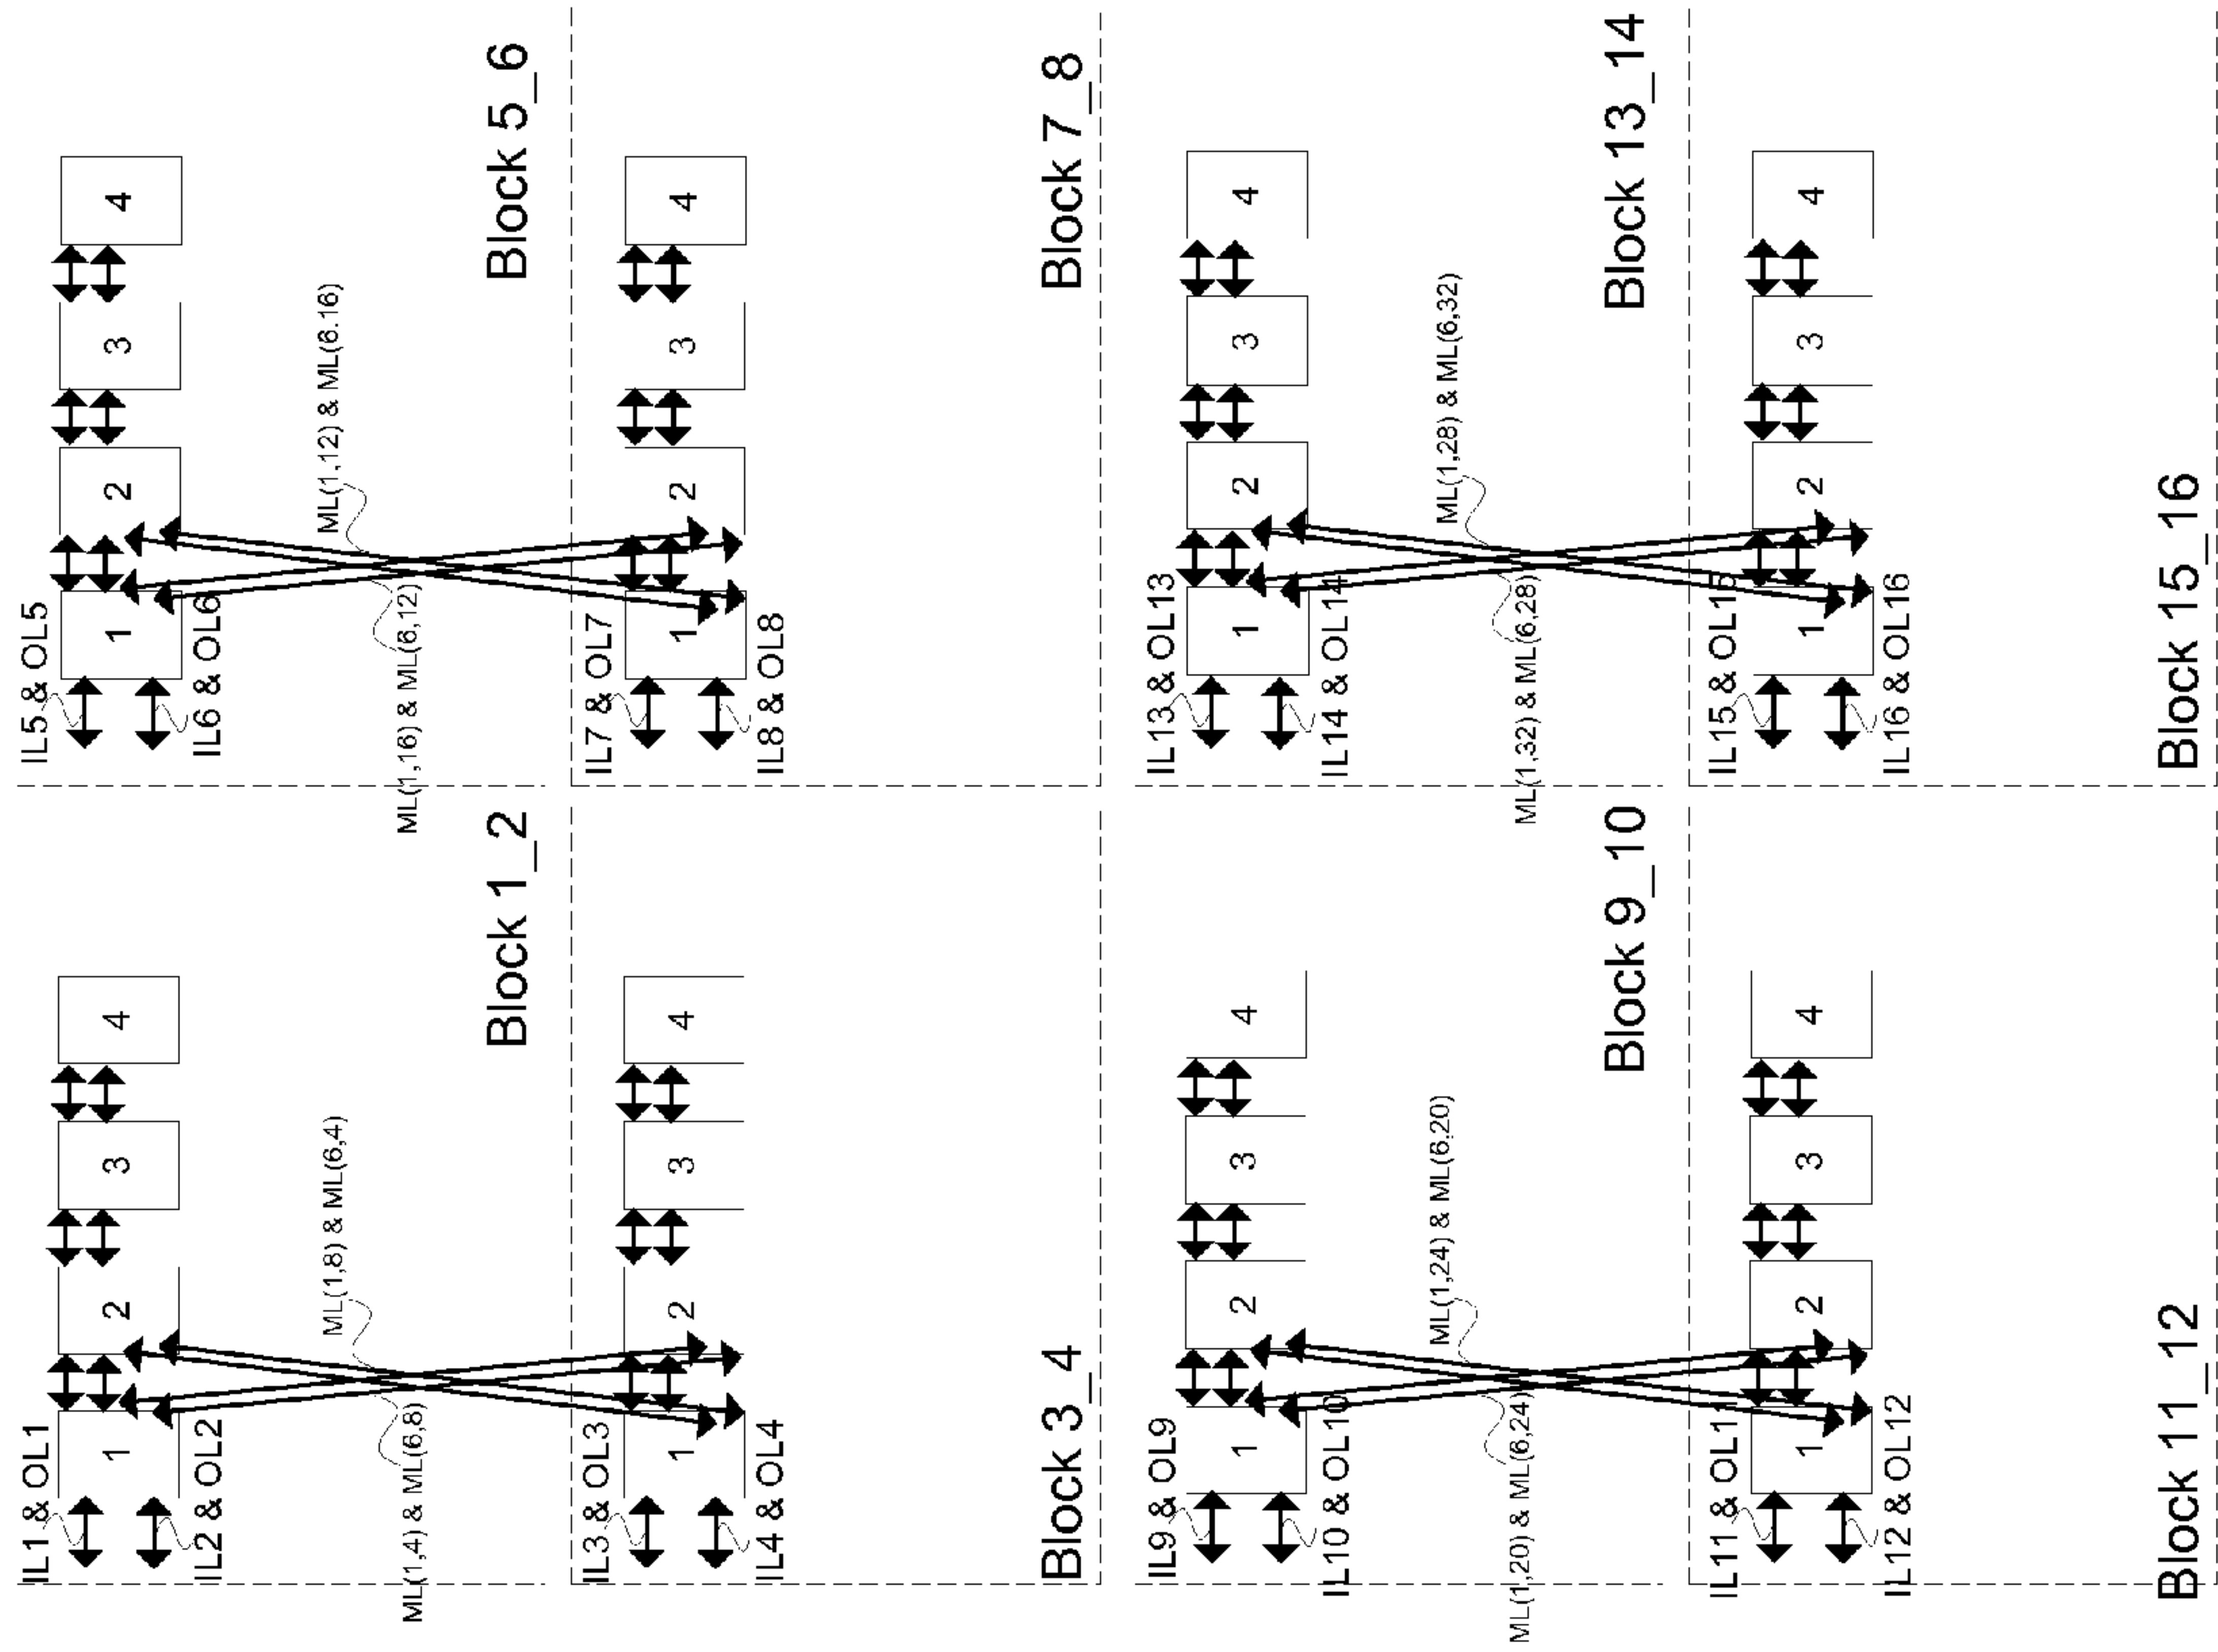 IL1 & OL1
1 2 3 4
IL2 & OL2
ML(1,8) & ML(6,4)
ML(1,4) & ML(6,8)
Block 1_2
IL5 & OL5
1 2 3 4
IL6 & OL6
ML(1,12) & ML(6.16)
ML(1,16) & ML(6,12)
Block 5_6
IL3 & OL3
1 2 3 4
IL4 & OL4
Block 3_4
IL7 & OL7
1 2 3 4
IL8 & OL8
Block 7_8
IL9 & OL9
1 2 3 4
IL10 & OL10
ML(1,24) & ML(6,20)
ML(1,20) & ML(6,24)
Block 9_10
IL13 & OL13
1 2 3 4
IL14 & OL14
ML(1,28) & ML(6,32)
ML(1,32) & ML(6,28)
Block 13_14
IL11 & OL11
1 2 3 4
IL12 & OL12
Block 11_12
IL15 & OL15
1 2 3 4
IL16 & OL16
Block 15_16